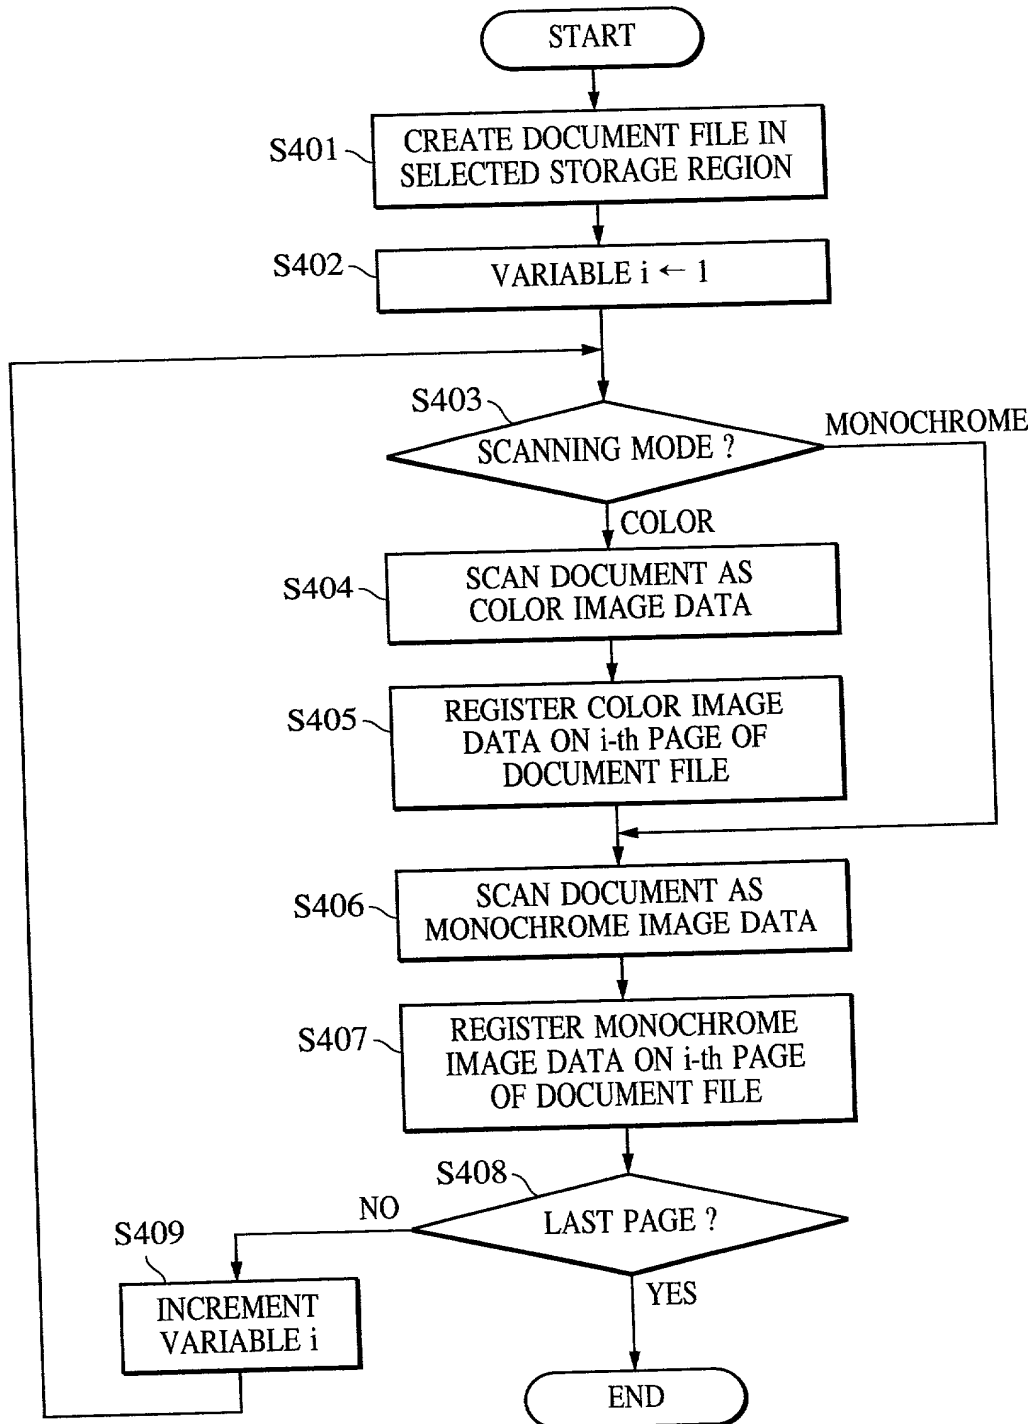 START
S401
CREATE DOCUMENT FILE IN
SELECTED STORAGE REGION
S402
VARIABLE i ← 1
S403
SCANNING MODE ?
MONOCHROME
COLOR
S404
SCAN DOCUMENT AS
COLOR IMAGE DATA
S405
REGISTER COLOR IMAGE
DATA ON i-th PAGE OF
DOCUMENT FILE
S406
SCAN DOCUMENT AS
MONOCHROME IMAGE DATA
S407
REGISTER MONOCHROME
IMAGE DATA ON i-th PAGE
OF DOCUMENT FILE
S408
LAST PAGE ?
NO
YES
S409
INCREMENT
VARIABLE i
END